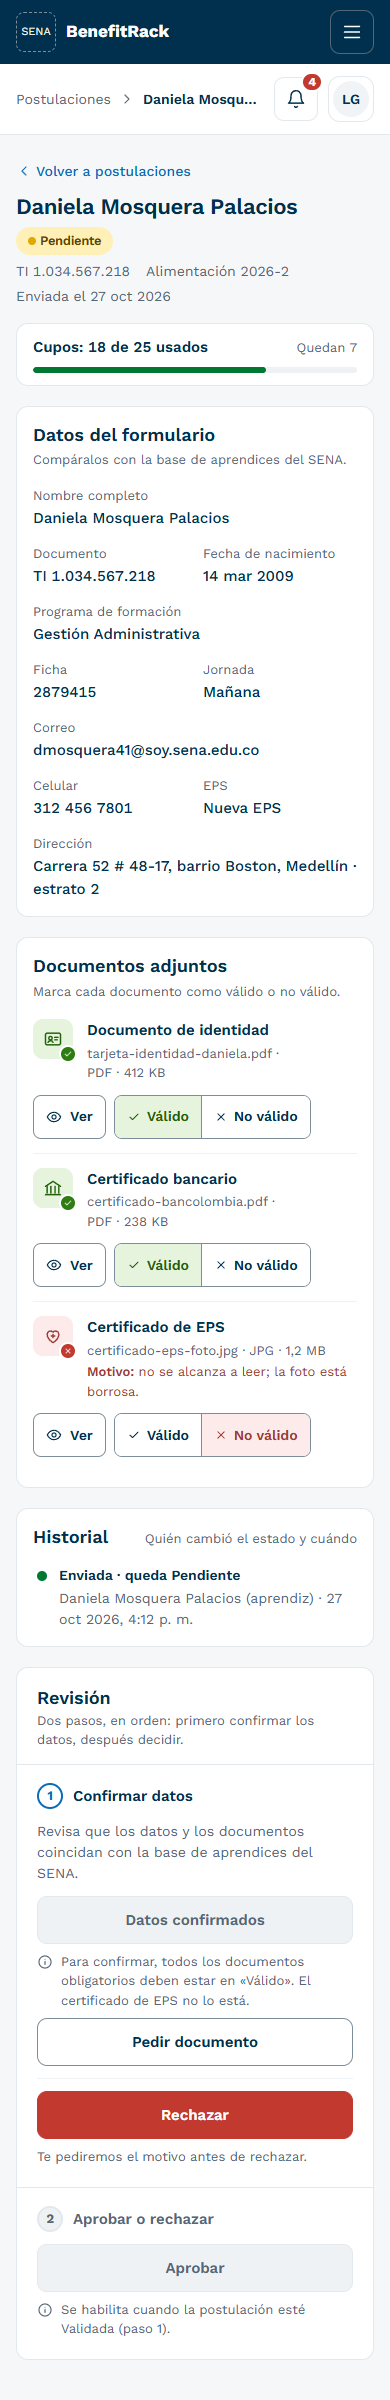 SENA BenefitRack
Postulaciones > Daniela Mosqu... 4 LG
Volver a postulaciones
Daniela Mosquera Palacios
Pendiente
TI 1.034.567.218 Alimentación 2026-2
Enviada el 27 oct 2026
Cupos: 18 de 25 usados Quedan 7
Datos del formulario
Compáralos con la base de aprendices del SENA.
Nombre completo
Daniela Mosquera Palacios
Documento Fecha de nacimiento
TI 1.034.567.218 14 mar 2009
Programa de formación
Gestión Administrativa
Ficha Jornada
2879415 Mañana
Correo
dmosquera41@soy.sena.edu.co
Celular EPS
312 456 7801 Nueva EPS
Dirección
Carrera 52 # 48-17, barrio Boston, Medellín ·
estrato 2
Documentos adjuntos
Marca cada documento como válido o no válido.
Documento de identidad
tarjeta-identidad-daniela.pdf ·
PDF · 412 KB
Ver Válido No válido
Certificado bancario
certificado-bancolombia.pdf ·
PDF · 238 KB
Ver Válido No válido
Certificado de EPS
certificado-eps-foto.jpg · JPG · 1,2 MB
Motivo: no se alcanza a leer; la foto está
borrosa.
Ver Válido No válido
Historial Quién cambió el estado y cuándo
Enviada · queda Pendiente
Daniela Mosquera Palacios (aprendiz) · 27
oct 2026, 4:12 p. m.
Revisión
Dos pasos, en orden: primero confirmar los
datos, después decidir.
1 Confirmar datos
Revisa que los datos y los documentos
coincidan con la base de aprendices del
SENA.
Datos confirmados
Para confirmar, todos los documentos
obligatorios deben estar en «Válido». El
certificado de EPS no lo está.
Pedir documento
Rechazar
Te pediremos el motivo antes de rechazar.
2 Aprobar o rechazar
Aprobar
Se habilita cuando la postulación esté
Validada (paso 1).